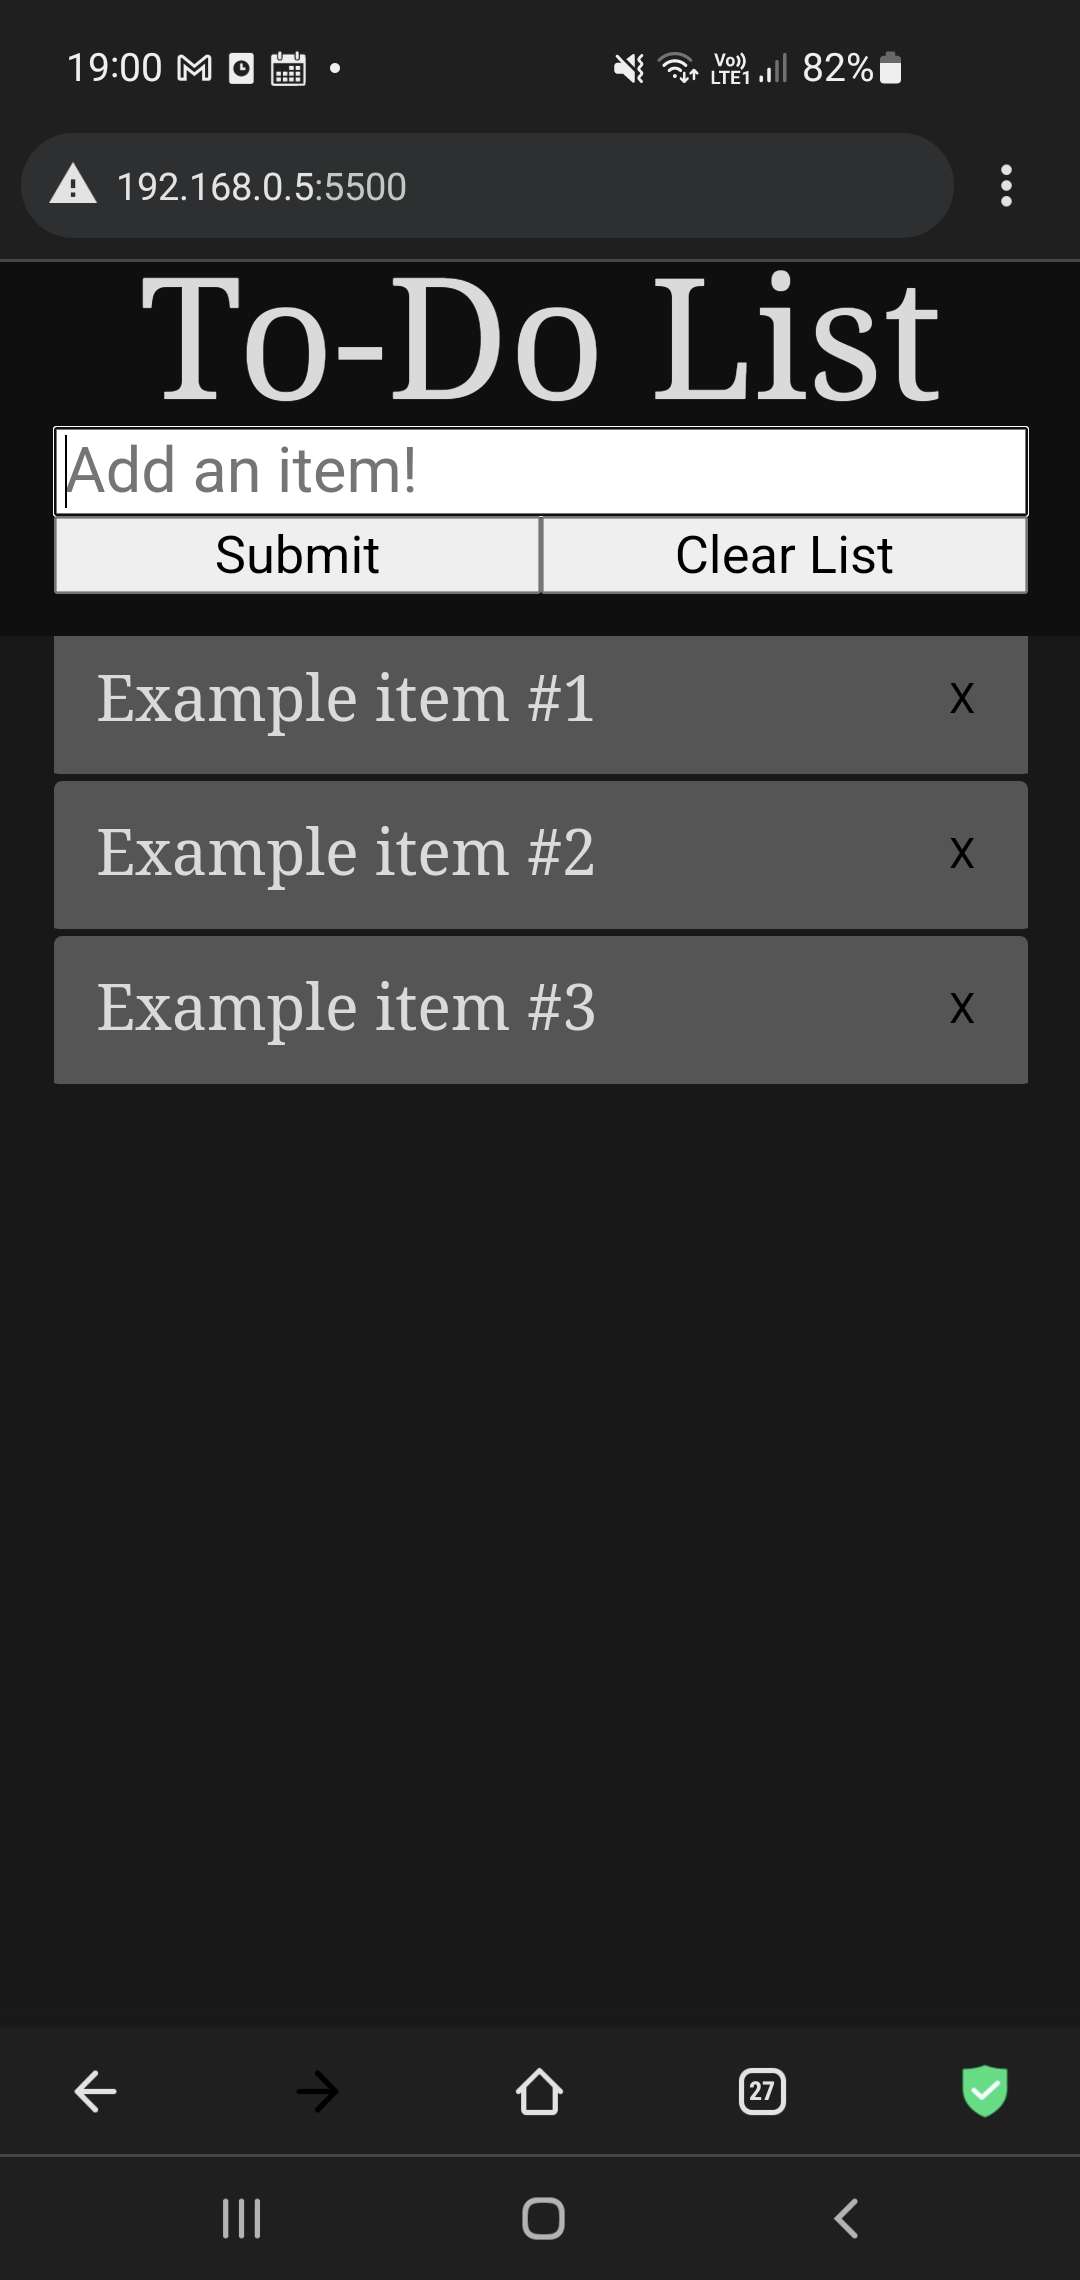 19:00 Vo)) LTE1 82%
192.168.0.5:5500
To-Do List
Add an item!
Submit Clear List
Example item #1 X
Example item #2 X
Example item #3 X
27